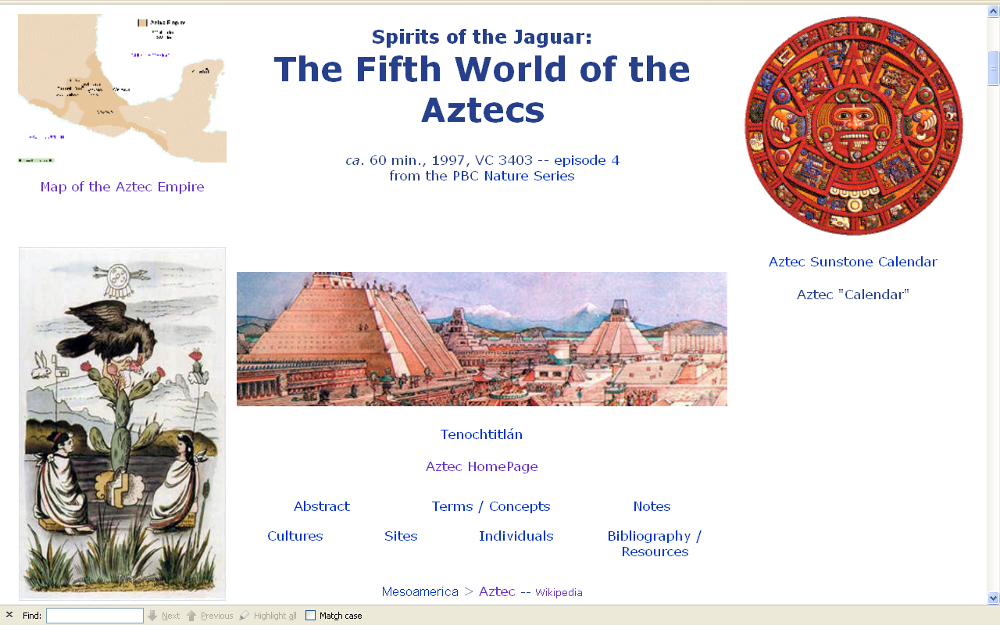 Aztec Empire
Map of the Aztec Empire
Spirits of the Jaguar:
The Fifth World of the
Aztecs
ca. 60 min., 1997, VC 3403 -- episode 4
from the PBC Nature Series
Aztec Sunstone Calendar
Aztec "Calendar"
Tenochtitlán
Aztec HomePage
Abstract Terms / Concepts Notes
Cultures Sites Individuals Bibliography /
Resources
Mesoamerica > Aztec -- Wikipedia
Find: Next Previous Highlight all Match case